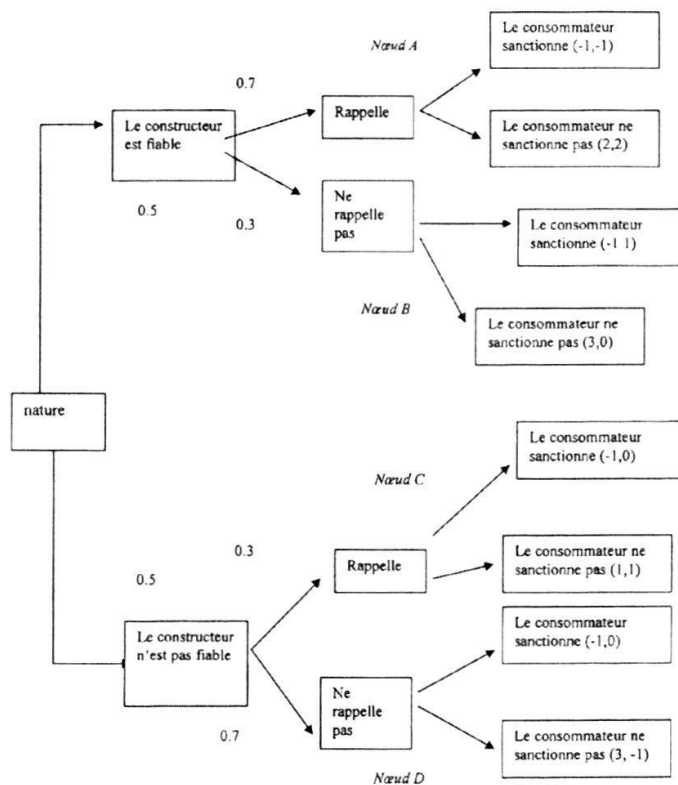 Nœud A
Le consommateur
sanctionne (-1,-1)
0.7
Le constructeur
est fiable
Rappelle
Le consommateur ne
sanctionne pas (2,2)
0.5
0.3
Ne
rappelle
pas
Le consommateur
sanctionne (-1 1)
Nœud B
Le consommateur ne
sanctionne pas (3,0)
nature
Nœud C
Le consommateur
sanctionne (-1,0)
0.3
0.5
Rappelle
Le consommateur ne
sanctionne pas (1,1)
Le constructeur
n'est pas fiable
Le consommateur
sanctionne (-1,0)
0.7
Ne
rappelle
pas
Le consommateur ne
sanctionne pas (3, -1)
Nœud D